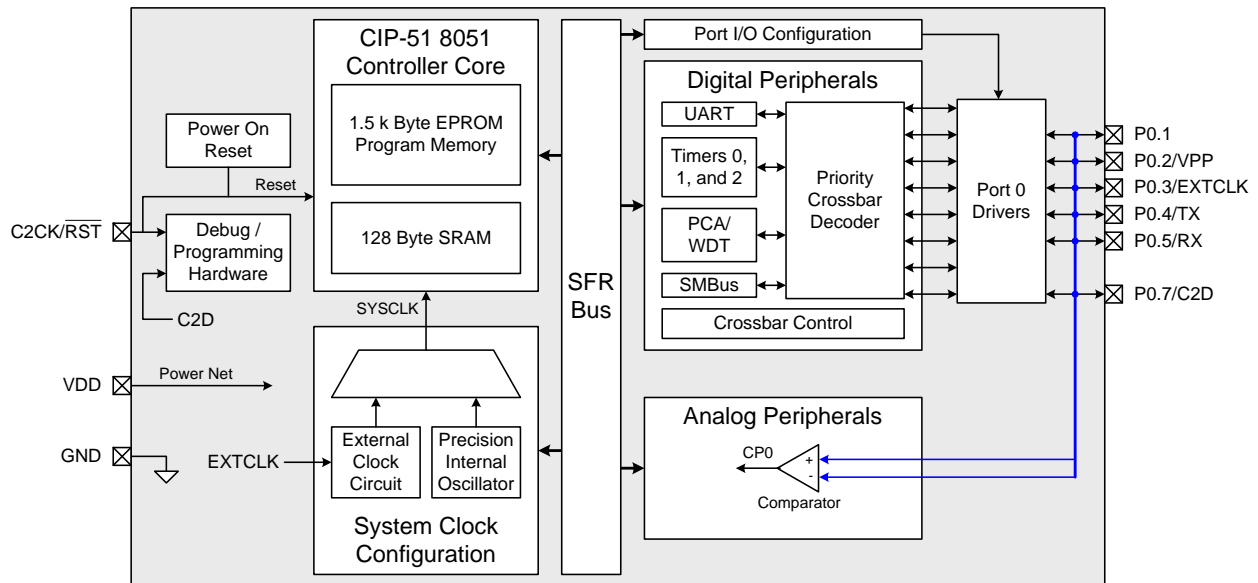 CIP-51 8051
Controller Core
1.5 k Byte EPROM
Program Memory
128 Byte SRAM
Power On
Reset
Reset
C2CK/RST
Debug /
Programming
Hardware
C2D
VDD
Power Net
GND
SYSCLK
EXTCLK
External
Clock
Circuit
Precision
Internal
Oscillator
System Clock
Configuration
SFR
Bus
Port I/O Configuration
Digital Peripherals
UART
Timers 0,
1, and 2
PCA/
WDT
SMBus
Priority
Crossbar
Decoder
Crossbar Control
Port 0
Drivers
P0.1
P0.2/VPP
P0.3/EXTCLK
P0.4/TX
P0.5/RX
P0.7/C2D
Analog Peripherals
CP0
+
-
Comparator